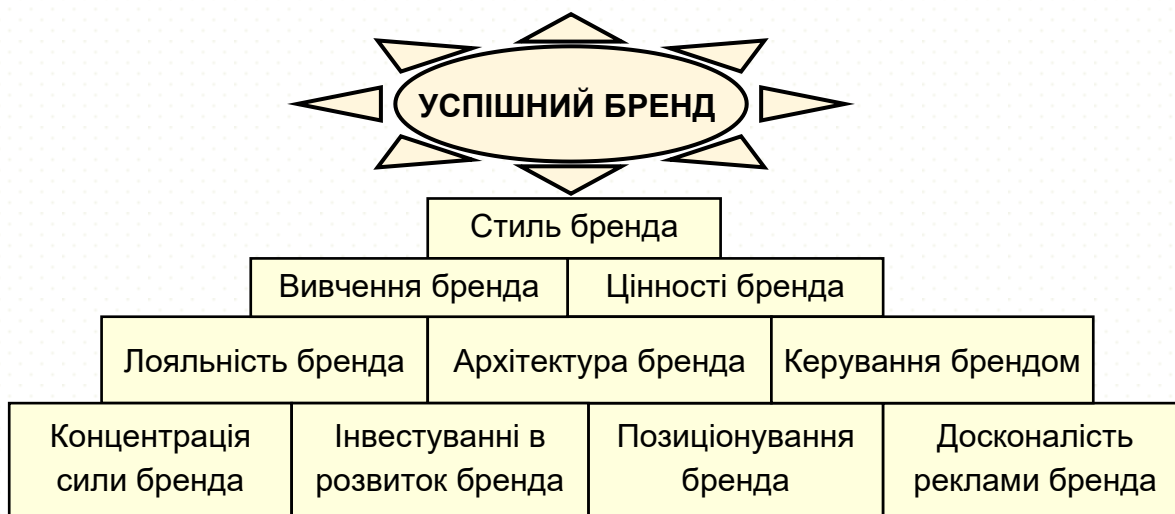 УСПІШНИЙ БРЕНД
Стиль бренда
Вивчення бренда
Цінності бренда
Лояльність бренда
Архітектура бренда
Керування брендом
Концентрація
сили бренда
Інвестуванні в
розвиток бренда
Позиціонування
бренда
Досконалість
реклами бренда